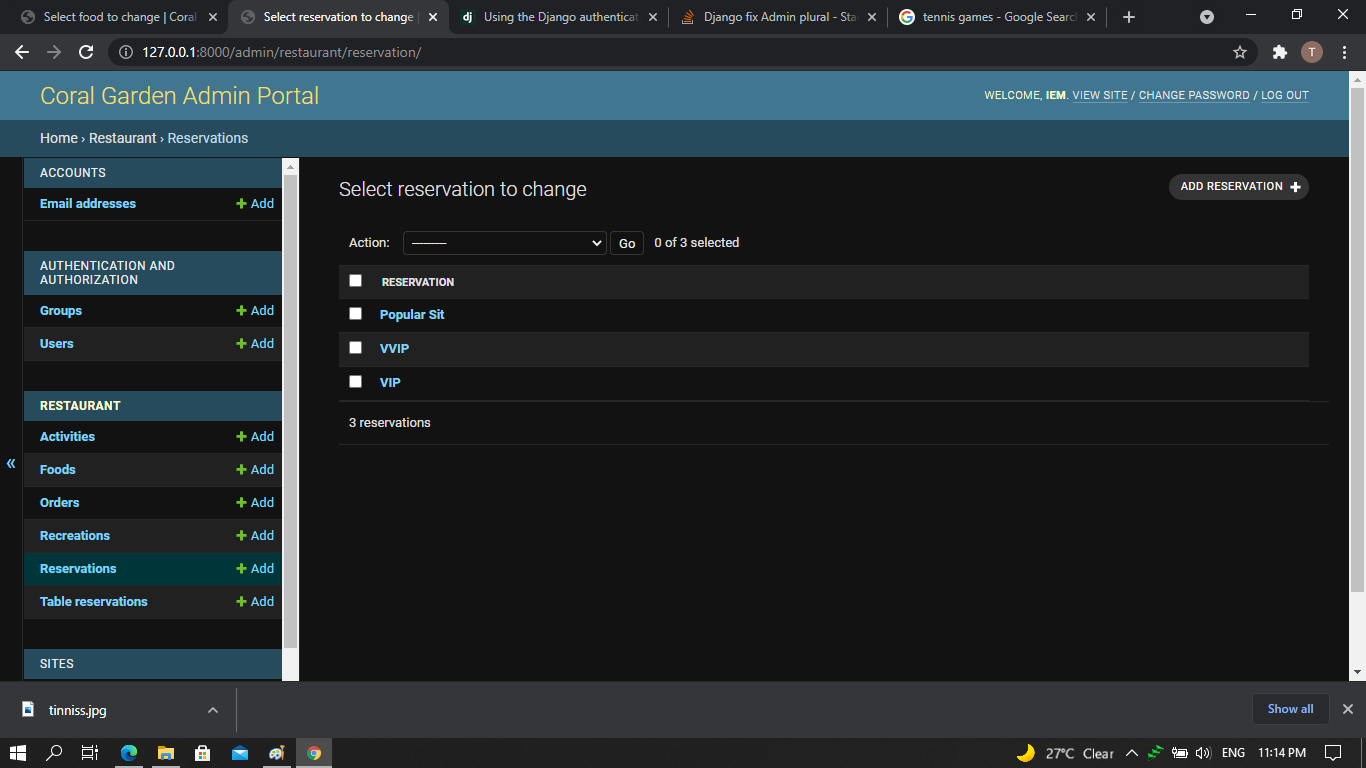 Select food to change | Coral
Select reservation to change |
dj Using the Django authenticat
Django fix Admin plural - Sta
tennis games - Google Search
127.0.0.1:8000/admin/restaurant/reservation/
T
Coral Garden Admin Portal
WELCOME, IEM. VIEW SITE / CHANGE PASSWORD / LOG OUT
Home › Restaurant › Reservations
ACCOUNTS
Email addresses + Add
AUTHENTICATION AND
AUTHORIZATION
Groups + Add
Users + Add
RESTAURANT
Activities + Add
Foods + Add
Orders + Add
Recreations + Add
Reservations + Add
Table reservations + Add
SITES
«
Select reservation to change
ADD RESERVATION +
Action: --------- Go 0 of 3 selected
RESERVATION
Popular Sit
VVIP
VIP
3 reservations
tinniss.jpg
Show all
27°C Clear
ENG
11:14 PM